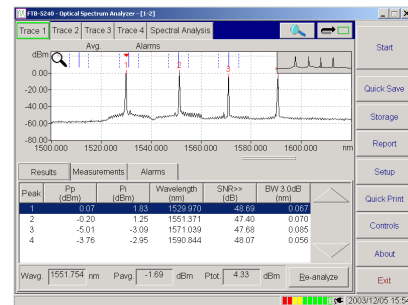 FTB-5240 - Optical Spectrum Analyzer - [1-2]
Trace 1 Trace 2 Trace 3 Trace 4 Spectral Analysis
Avg. Alarms
dBm
0.00
-20.00
-40.00
-60.00
-80.00
1 2 3
1500.000 1520.000 1540.000 1560.000 1580.000 1600.000 nm
Results Measurements Alarms
Peak Pp (dBm) Pi (dBm) Wavelength (nm) SNR>> (dB) BW 3.0dB (nm)
1 0.07 1.83 1529.970 48.69 0.067
2 -0.20 1.25 1551.371 47.40 0.070
3 -5.01 -3.09 1571.039 47.68 0.085
4 -3.76 -2.95 1590.844 48.07 0.056
Wavg. 1551.754 nm Pavg. -1.69 dBm Ptot. 4.33 dBm Re-analyze
Start
Quick Save
Storage
Report
Setup
Quick Print
Controls
About
Exit
2003/12/05 15:54